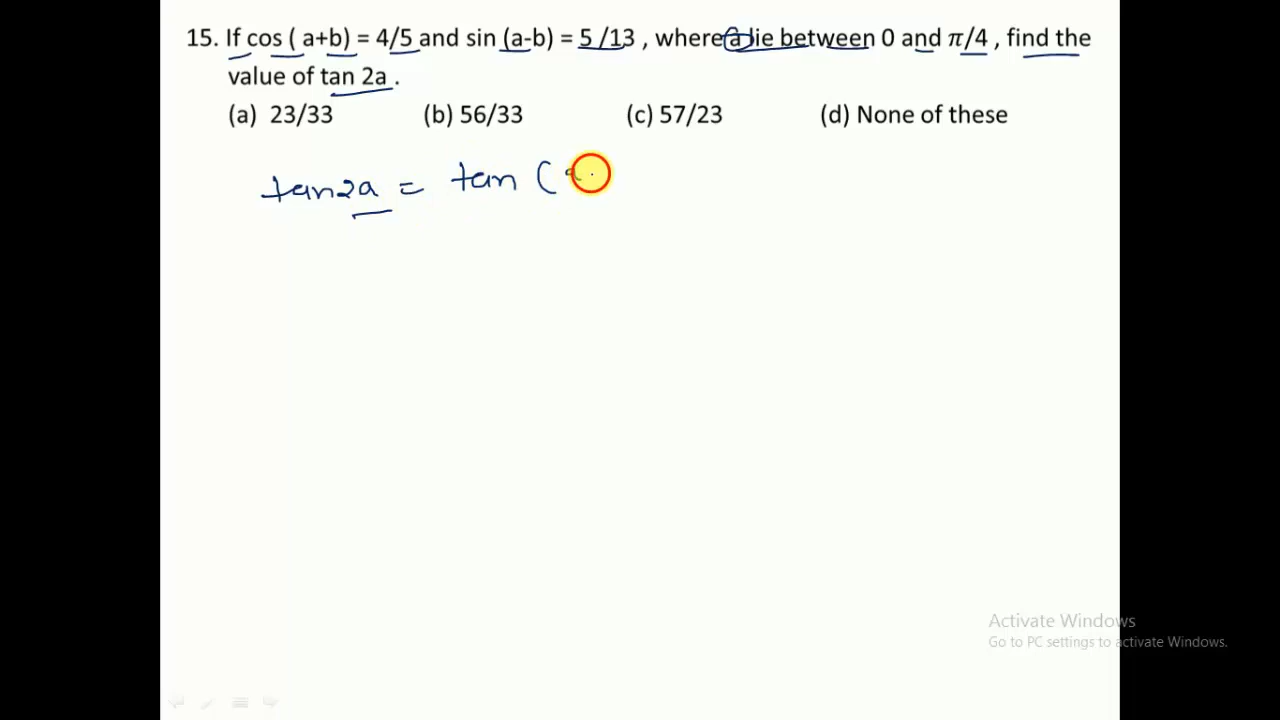 15. If cos ( a+b) = 4/5 and sin (a-b) = 5 /13 , where a lie between 0 and π/4 , find the
value of tan 2a .
(a) 23/33 (b) 56/33 (c) 57/23 (d) None of these
tan2a = tan (
Activate Windows
Go to PC settings to activate Windows.